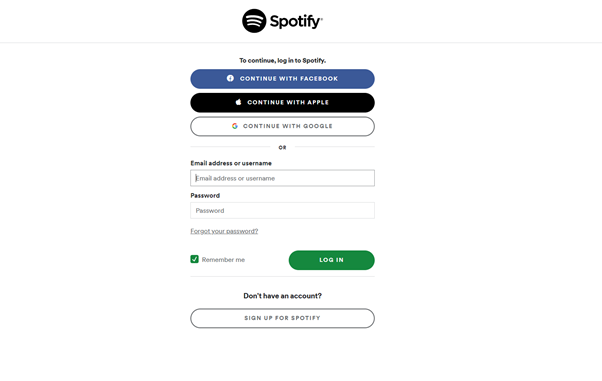 Spotify®
To continue, log in to Spotify.
CONTINUE WITH FACEBOOK
CONTINUE WITH APPLE
CONTINUE WITH GOOGLE
OR
Email address or username
Email address or username
Password
Password
Forgot your password?
Remember me
LOG IN
Don't have an account?
SIGN UP FOR SPOTIFY